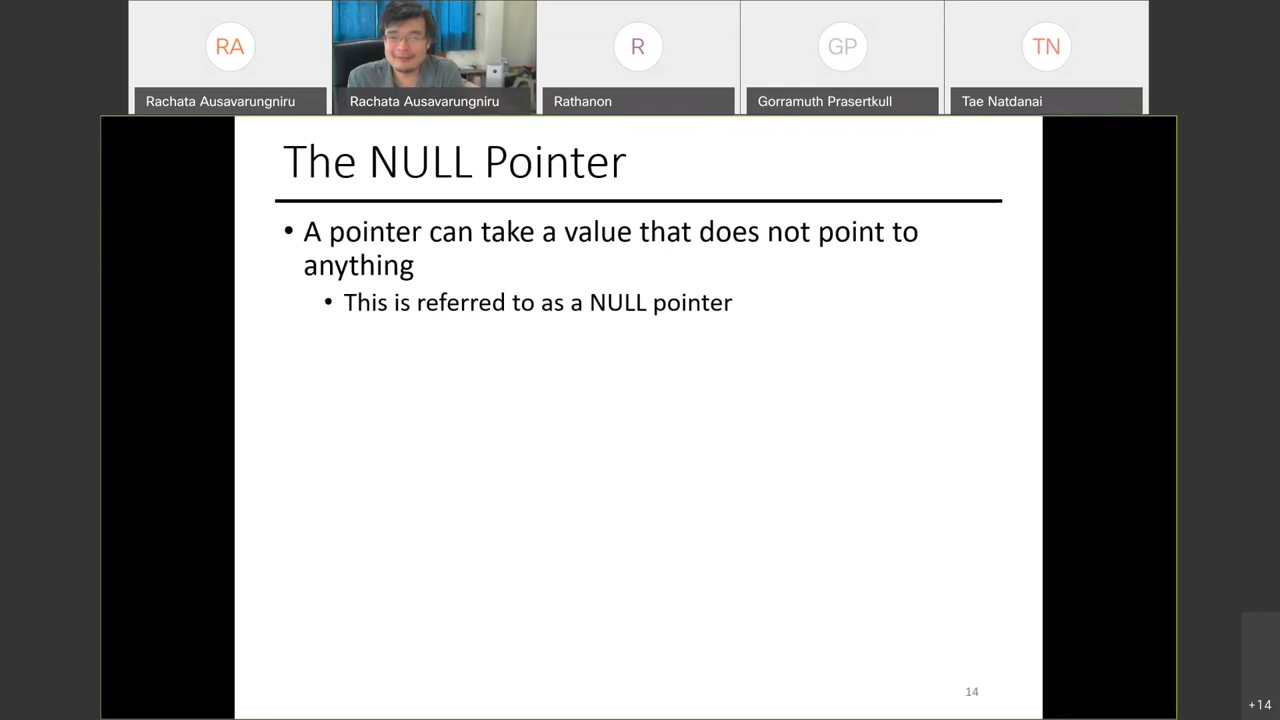 RA
R
GP
TN
Rachata Ausavarungniru
Rachata Ausavarungniru
Rathanon
Gorramuth Prasertkull
Tae Natdanai
The NULL Pointer
• A pointer can take a value that does not point to
anything
• This is referred to as a NULL pointer
14
+14